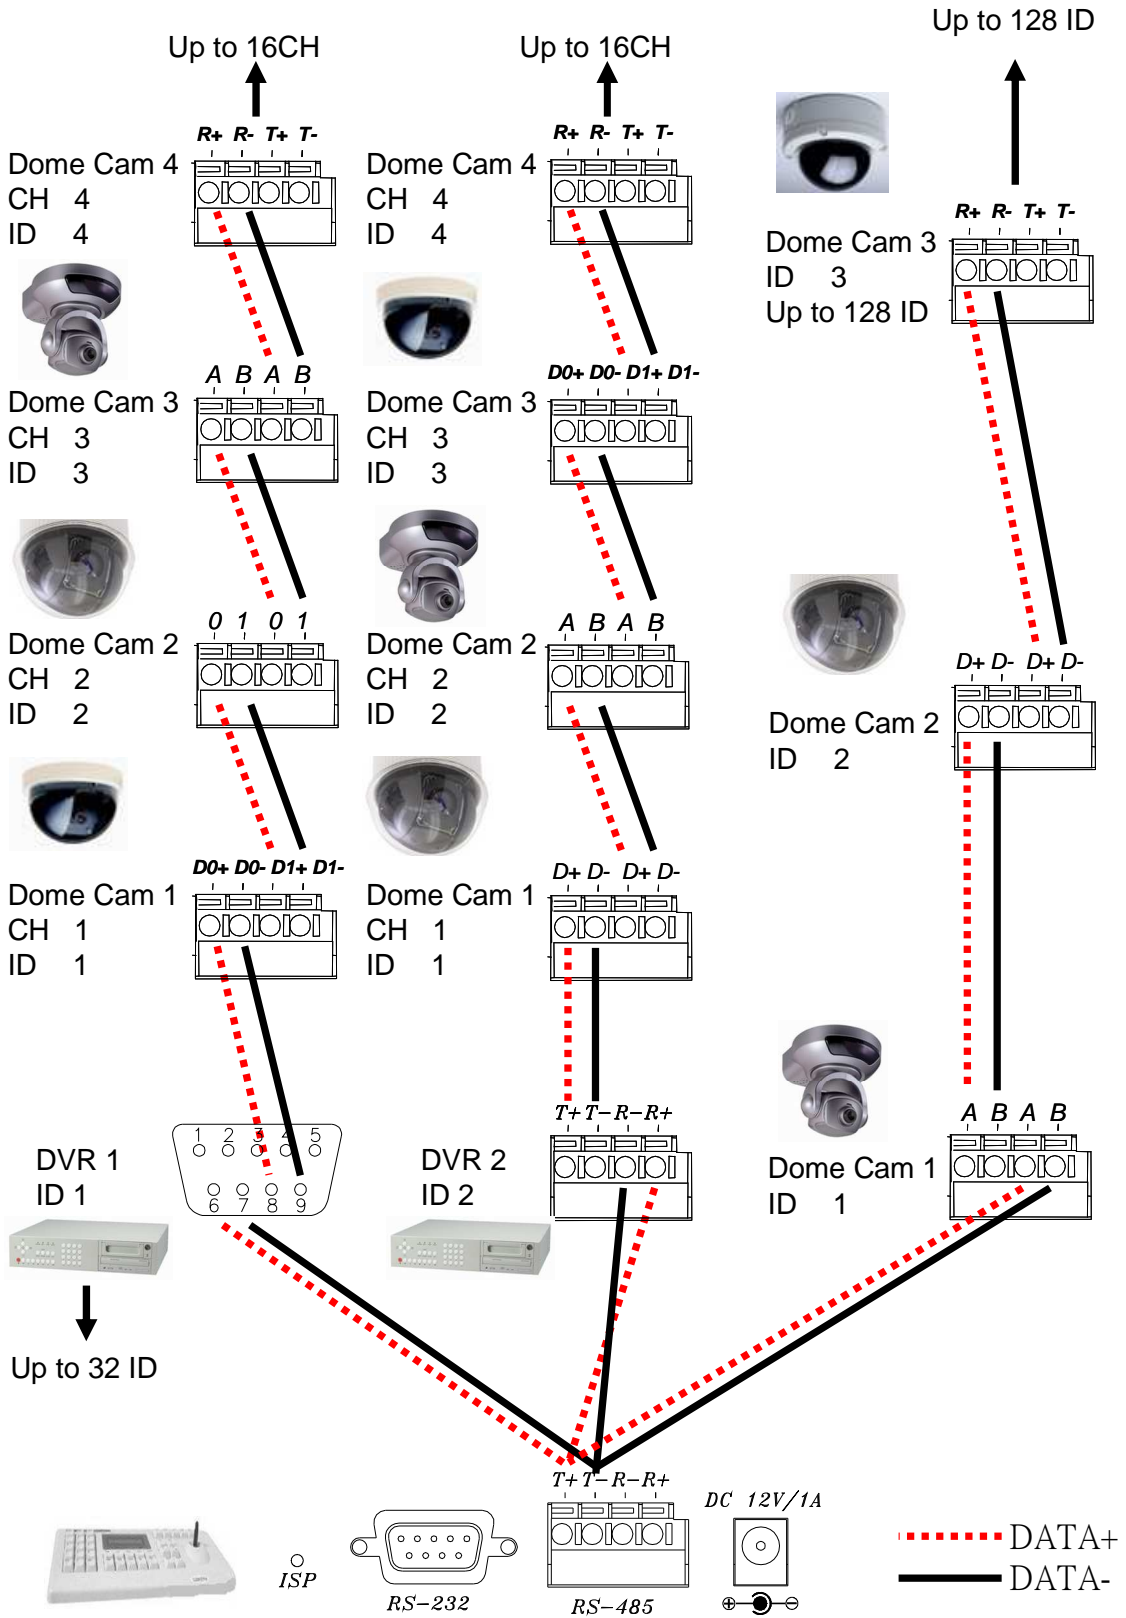 Up to 16CH
Up to 16CH
Up to 128 ID
R+ R- T+ T-
Dome Cam 4
CH 4
ID 4
R+ R- T+ T-
Dome Cam 4
CH 4
ID 4
R+ R- T+ T-
Dome Cam 3
ID 3
Up to 128 ID
A B A B
Dome Cam 3
CH 3
ID 3
D0+ D0- D1+ D1-
Dome Cam 3
CH 3
ID 3
0 1 0 1
Dome Cam 2
CH 2
ID 2
A B A B
Dome Cam 2
CH 2
ID 2
D+ D- D+ D-
Dome Cam 2
ID 2
D0+ D0- D1+ D1-
Dome Cam 1
CH 1
ID 1
D+ D- D+ D-
Dome Cam 1
CH 1
ID 1
1 2 3 4 5
6 7 8 9
DVR 1
ID 1
T+ T- R- R+
DVR 2
ID 2
A B A B
Dome Cam 1
ID 1
Up to 32 ID
T+ T- R- R+
ISP
RS-232
RS-485
DC 12V/1A
DATA+
DATA-